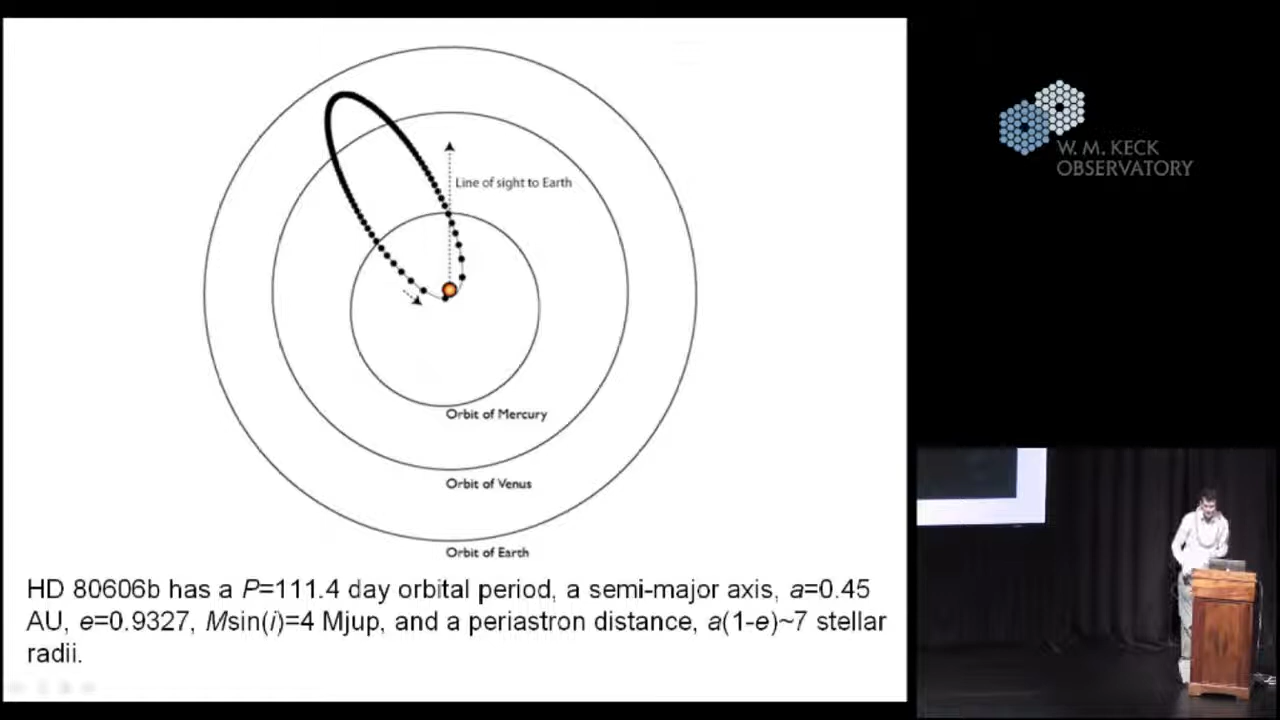 Line of sight to Earth
Orbit of Mercury
Orbit of Venus
Orbit of Earth
HD 80606b has a P=111.4 day orbital period, a semi-major axis, a=0.45
AU, e=0.9327, Msin(i)=4 Mjup, and a periastron distance, a(1-e)~7 stellar
radii.
W. M. KECK
OBSERVATORY